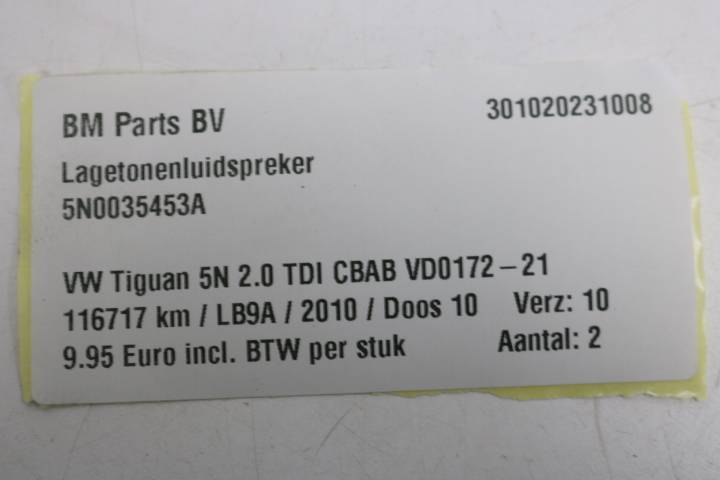 BM Parts BV 301020231008
Lagetonenluidspreker
5N0035453A
VW Tiguan 5N 2.0 TDI CBAB VD0172-21
116717 km / LB9A / 2010 / Doos 10 Verz: 10
9.95 Euro incl. BTW per stuk Aantal: 2